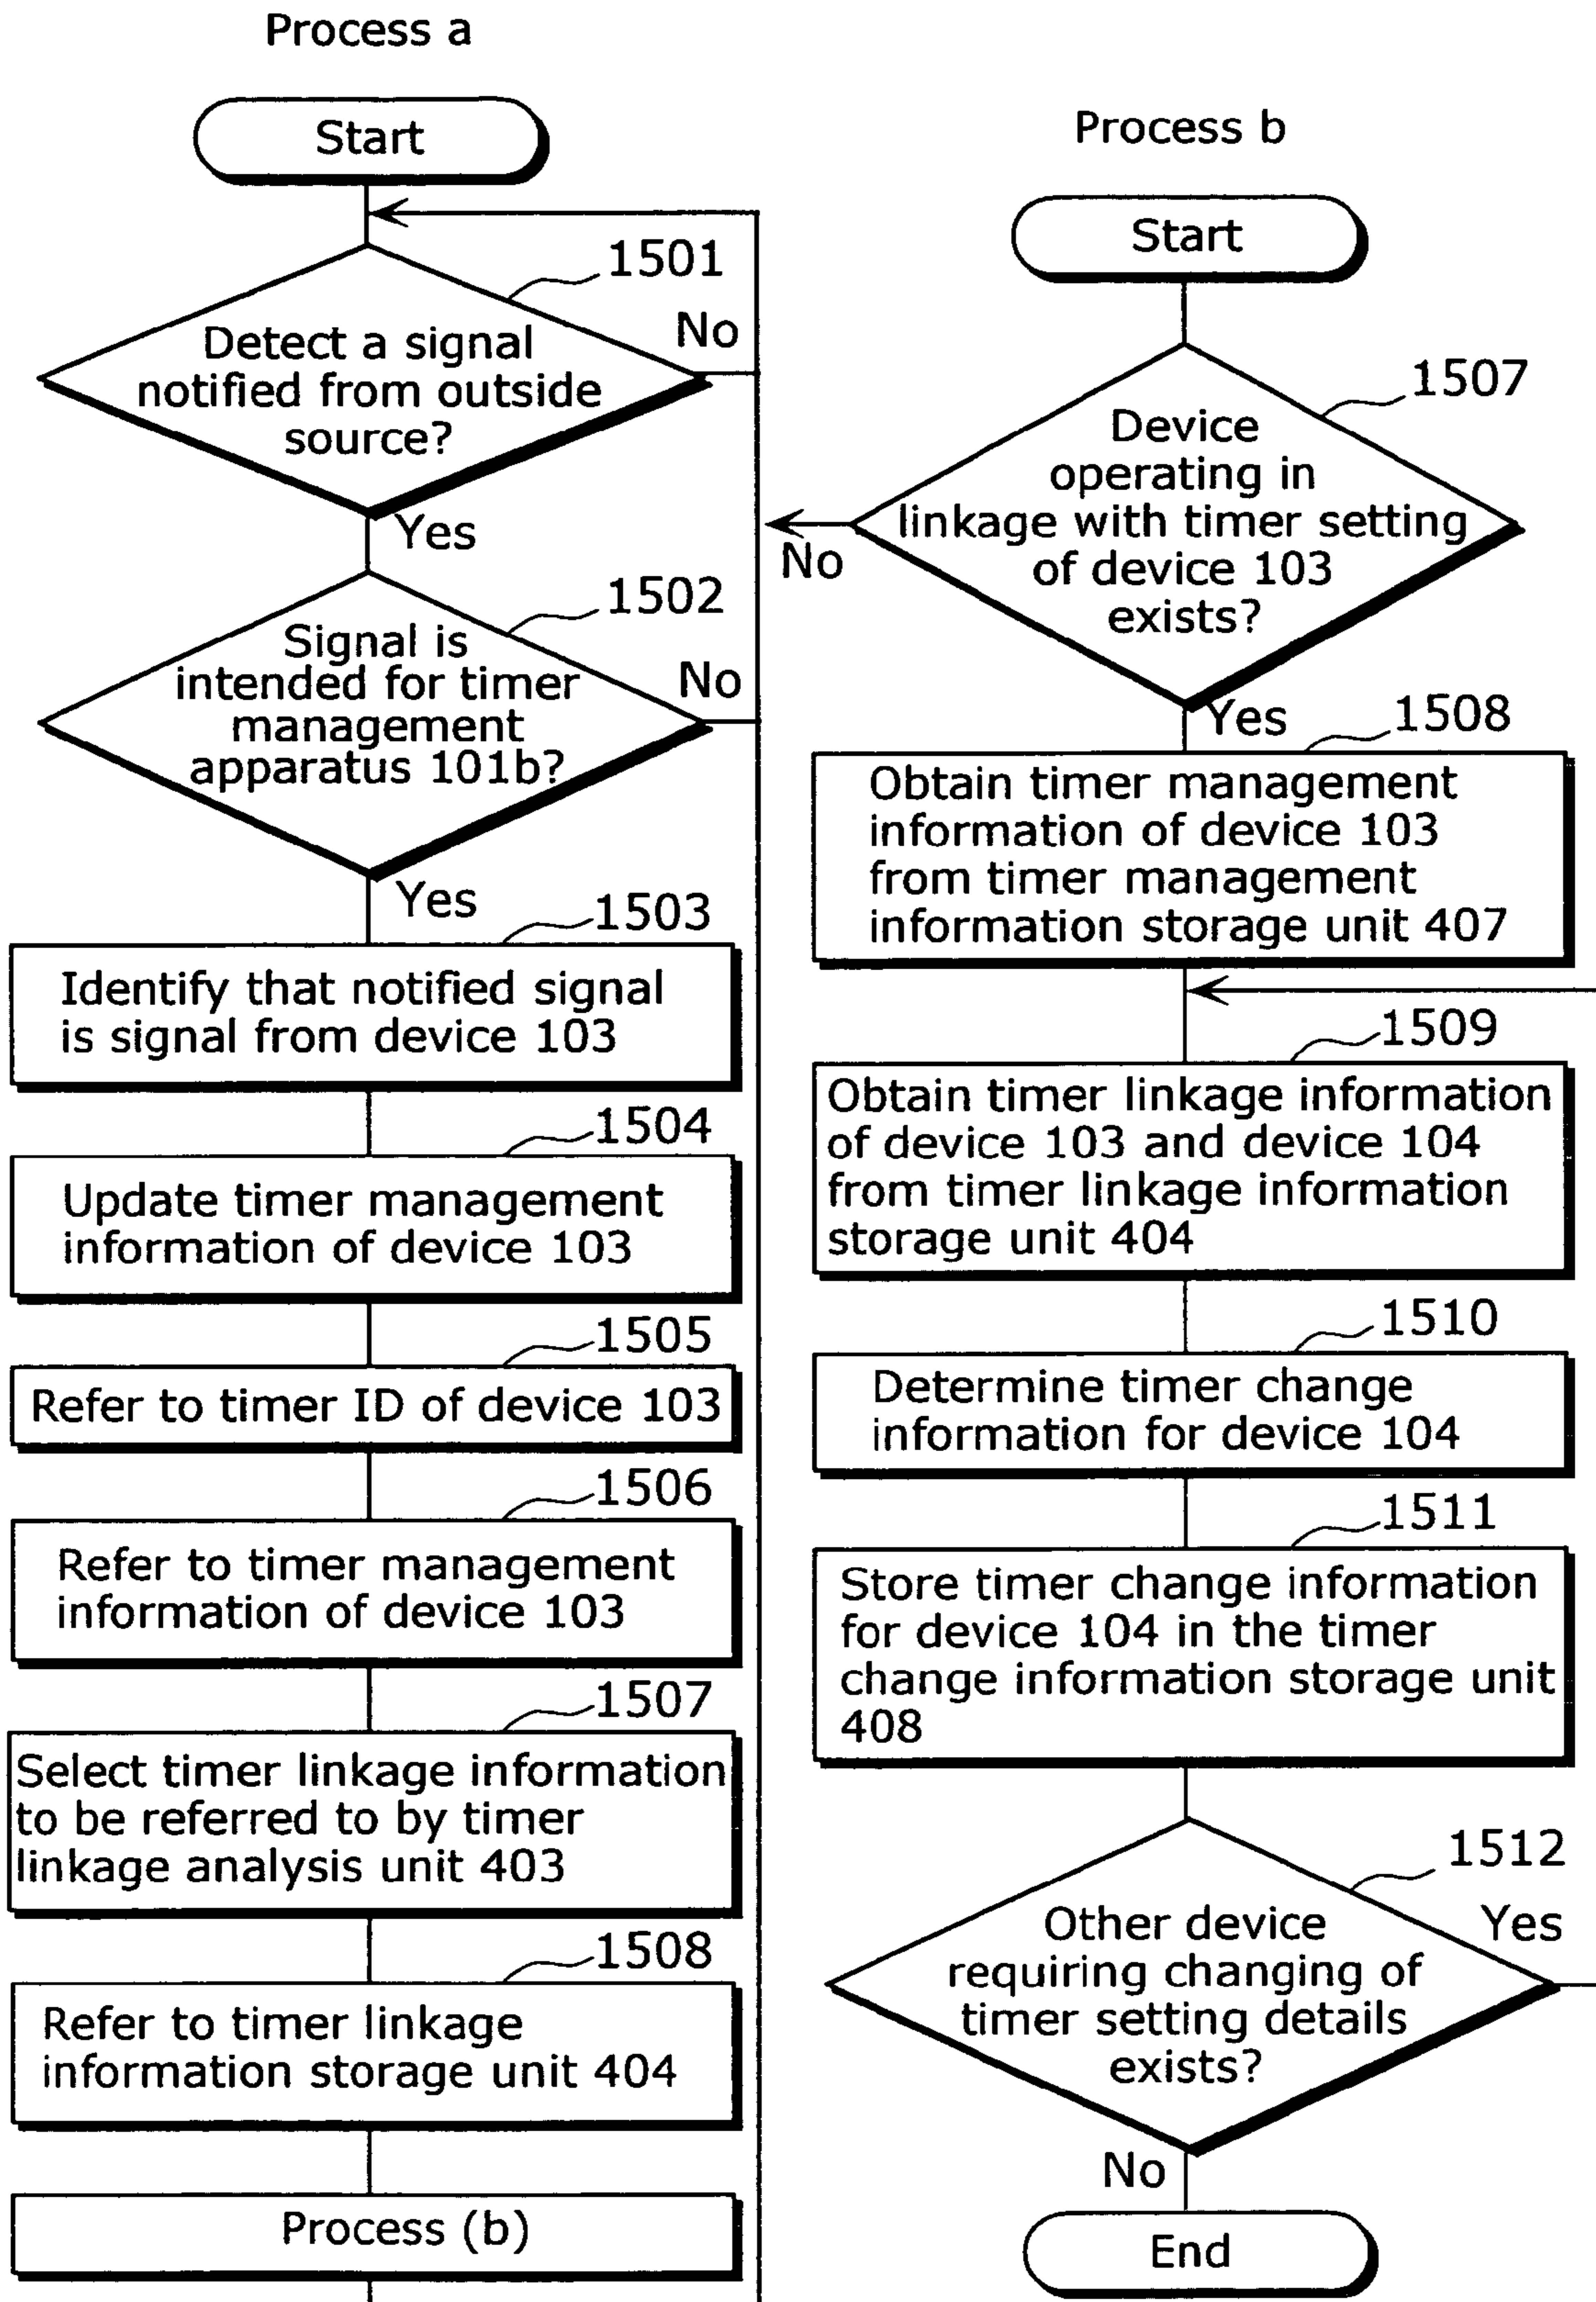 Process a
Start
1501
Detect a signal
notified from outside
source?
No
Yes
1502
Signal is
intended for timer
management
apparatus 101b?
No
Yes
1503
Identify that notified signal
is signal from device 103
1504
Update timer management
information of device 103
1505
Refer to timer ID of device 103
1506
Refer to timer management
information of device 103
1507
Select timer linkage information
to be referred to by timer
linkage analysis unit 403
1508
Refer to timer linkage
information storage unit 404
Process (b)
Process b
Start
1507
Device
operating in
linkage with timer setting
of device 103
exists?
No
Yes
1508
Obtain timer management
information of device 103
from timer management
information storage unit 407
1509
Obtain timer linkage information
of device 103 and device 104
from timer linkage information
storage unit 404
1510
Determine timer change
information for device 104
1511
Store timer change information
for device 104 in the timer
change information storage unit
408
1512
Other device
requiring changing of
timer setting details
exists?
Yes
No
End